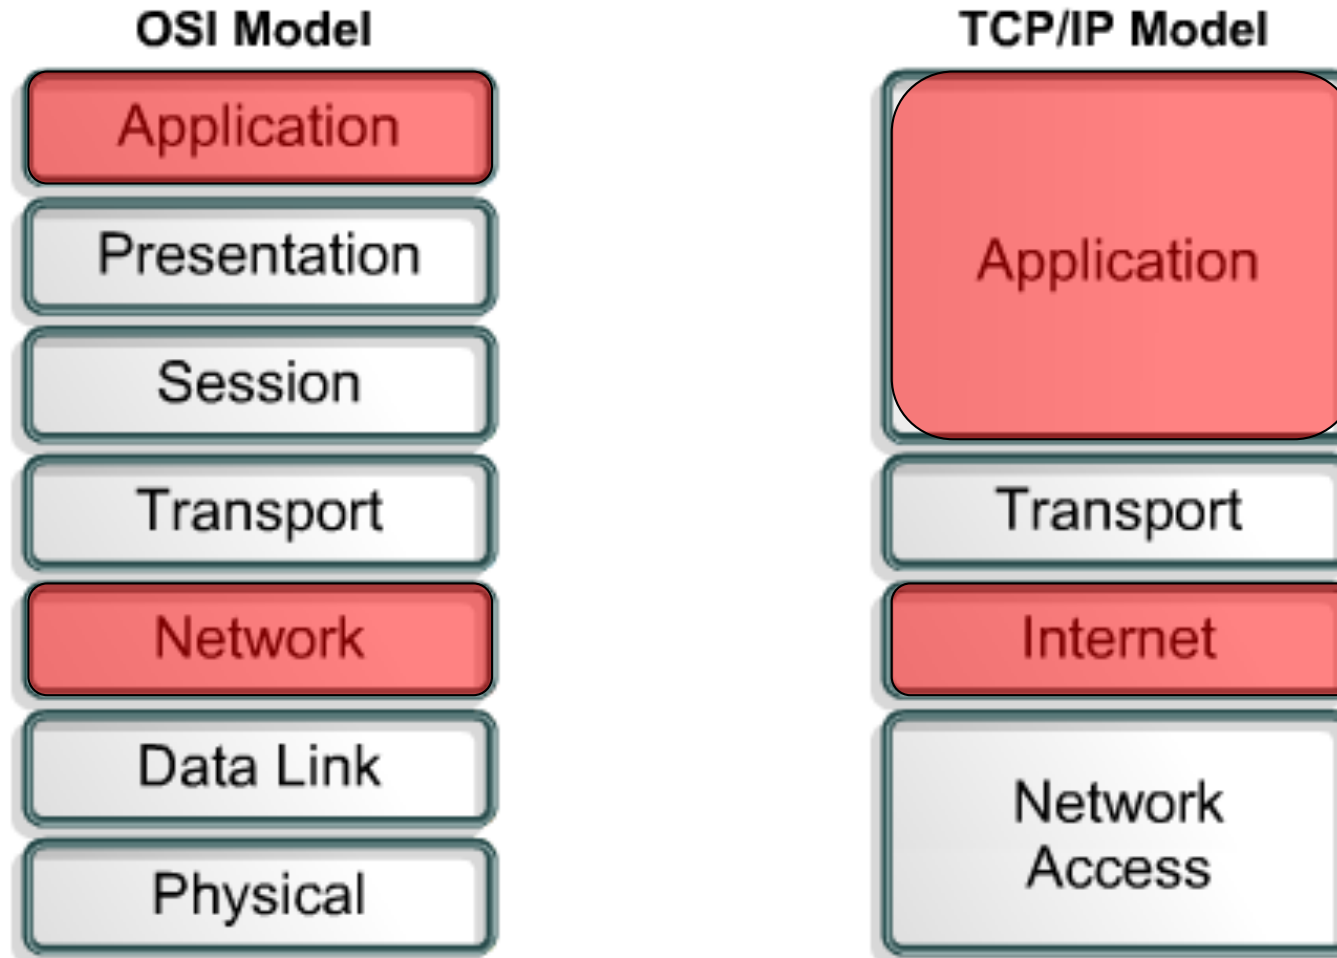 OSI Model
Application
Presentation
Session
Transport
Network
Data Link
Physical
TCP/IP Model
Application
Transport
Internet
Network
Access